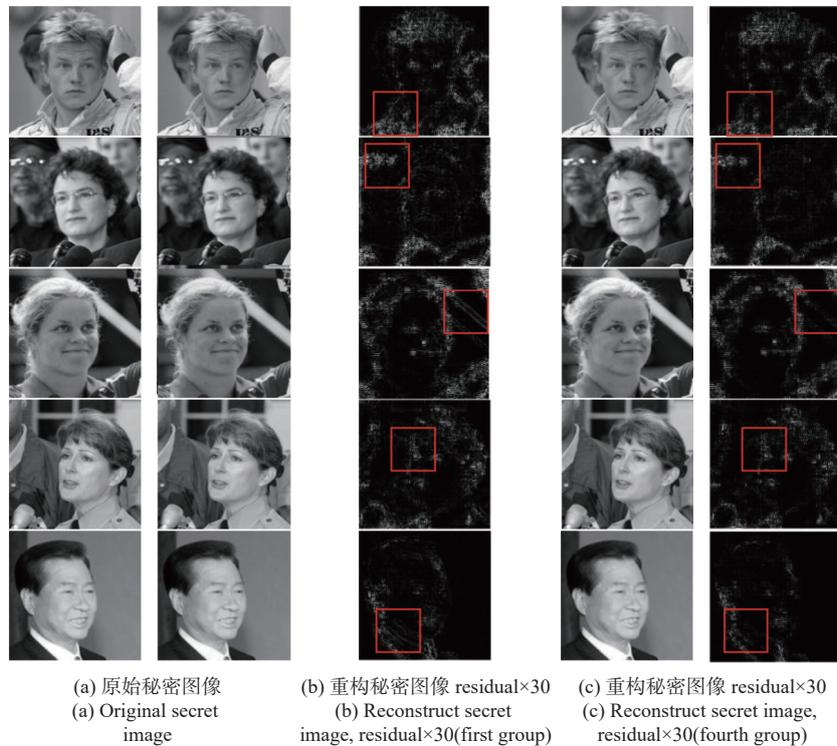 (a) 原始秘密图像
(a) Original secret
image
(b) 重构秘密图像 residual×30
(b) Reconstruct secret
image, residual×30(first group)
(c) 重构秘密图像 residual×30
(c) Reconstruct secret image,
residual×30(fourth group)